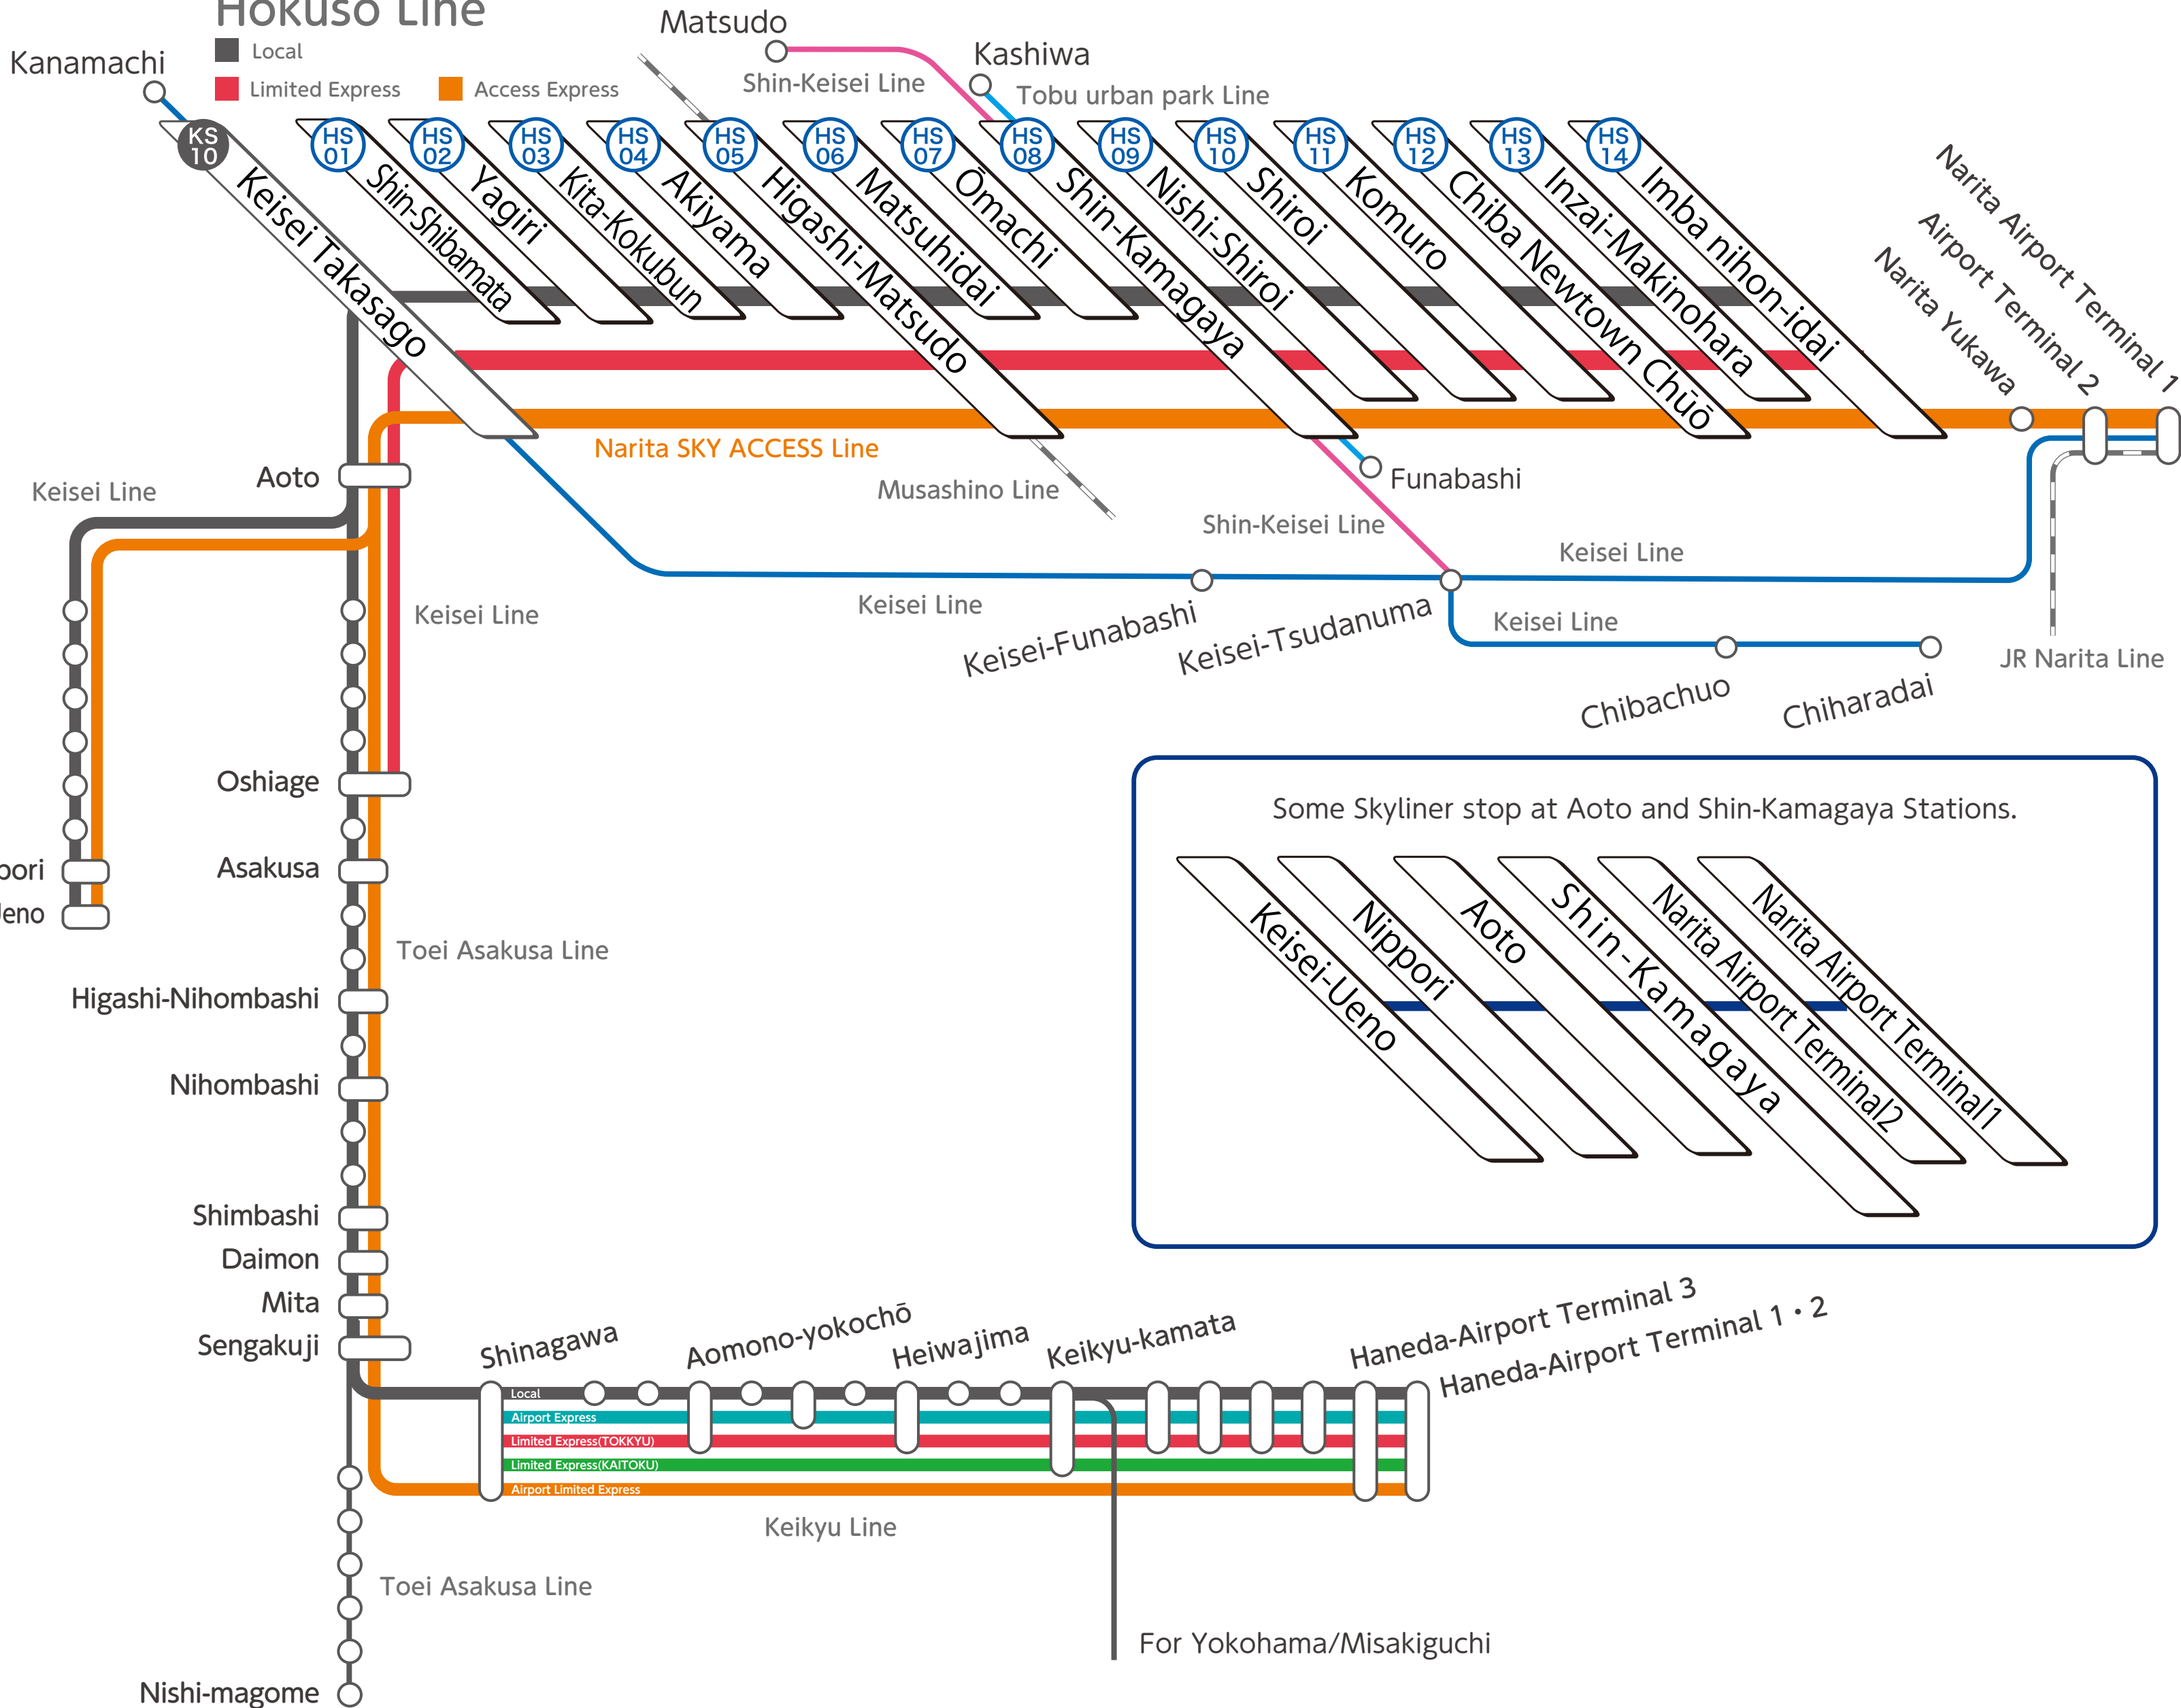 Hokuso Line
Local
Limited Express
Access Express
Kanamachi
Matsudo
Shin-Keisei Line
Kashiwa
Tobu urban park Line
KS
10
Keisei Takasago
HS
01
Shin-Shibamata
HS
02
Yagiri
HS
03
Kita-Kokubun
HS
04
Akiyama
HS
05
Higashi-Matsudo
HS
06
Matsuhidai
HS
07
Ōmachi
HS
08
Shin-Kamagaya
HS
09
Nishi-Shiroi
HS
10
Shiroi
HS
11
Komuro
HS
12
Chiba Newtown Chūō
HS
13
Inzai-Makinohara
HS
14
Imba nihon-idai
Narita Yukawa
Airport Terminal 2
Narita Airport Terminal 1
Narita SKY ACCESS Line
Musashino Line
Funabashi
Shin-Keisei Line
Keisei Line
Aoto
Keisei Line
Keisei Line
Keisei Line
Keisei-Funabashi
Keisei-Tsudanuma
Keisei Line
Chibachuo
Chiharadai
JR Narita Line
Oshiage
Asakusa
pori
Ueno
Toei Asakusa Line
Higashi-Nihombashi
Nihombashi
Shimbashi
Daimon
Mita
Sengakuji
Some Skyliner stop at Aoto and Shin-Kamagaya Stations.
Keisei-Ueno
Nippori
Aoto
Shin-Kamagaya
Narita Airport Terminal2
Narita Airport Terminal1
Shinagawa
Aomono-yokochō
Heiwajima
Keikyu-kamata
Haneda-Airport Terminal 3
Haneda-Airport Terminal 1・2
Local
Airport Express
Limited Express(TOKKYU)
Limited Express(KAITOKU)
Airport Limited Express
Keikyu Line
Toei Asakusa Line
For Yokohama/Misakiguchi
Nishi-magome